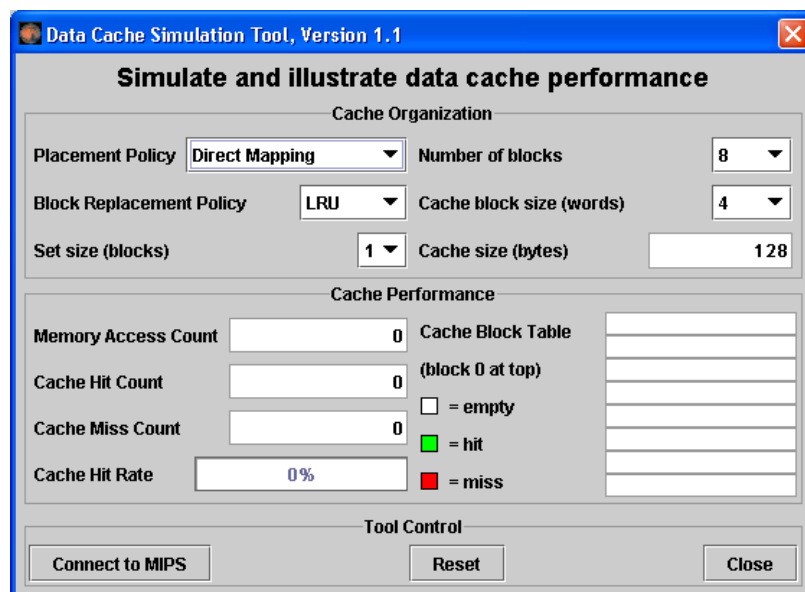 Data Cache Simulation Tool, Version 1.1
Simulate and illustrate data cache performance
Cache Organization
Placement Policy Direct Mapping Number of blocks 8
Block Replacement Policy LRU Cache block size (words) 4
Set size (blocks) 1 Cache size (bytes) 128
Cache Performance
Memory Access Count 0 Cache Block Table
(block 0 at top)
Cache Hit Count 0
= empty
Cache Miss Count 0
= hit
Cache Hit Rate 0%
= miss
Tool Control
Connect to MIPS Reset Close